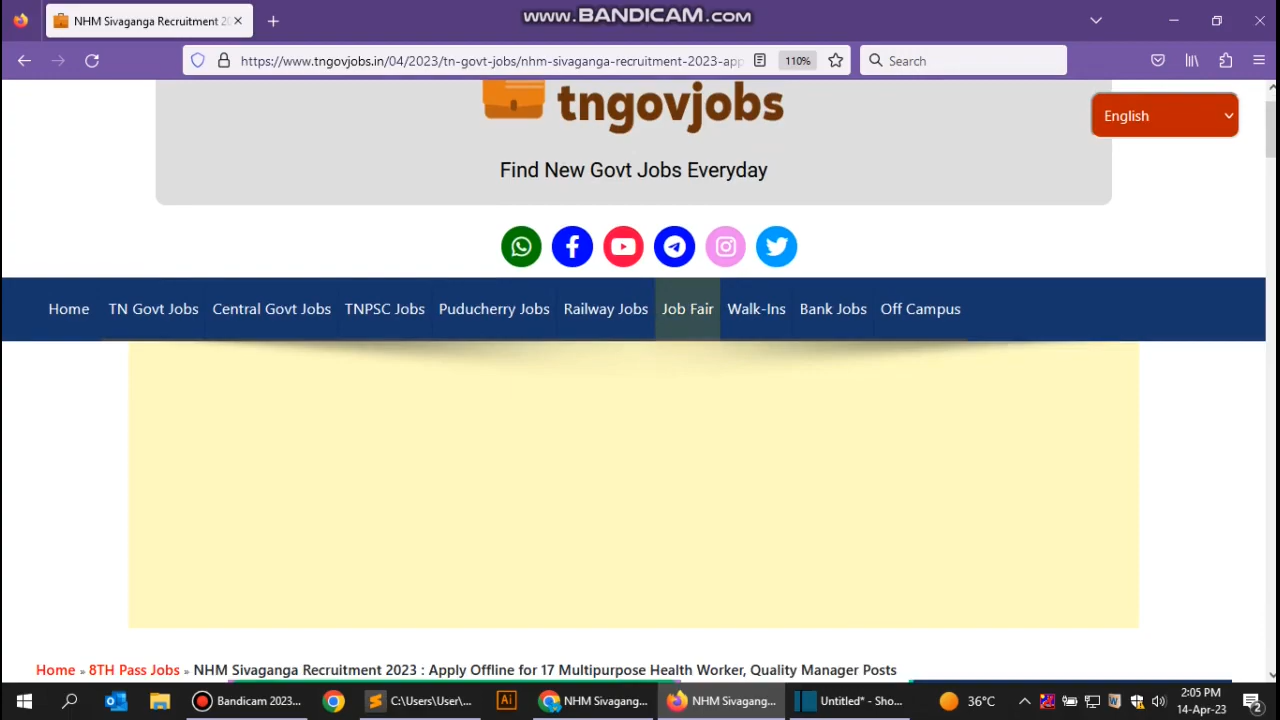 NHM Sivaganga Recruitment 20
www.BANDICAM.com
https://www.tngovjobs.in/04/2023/tn-govt-jobs/nhm-sivaganga-recruitment-2023-app
110%
Search
tngovjobs
English
Find New Govt Jobs Everyday
Home TN Govt Jobs Central Govt Jobs TNPSC Jobs Puducherry Jobs Railway Jobs Job Fair Walk-Ins Bank Jobs Off Campus
Home » 8TH Pass Jobs » NHM Sivaganga Recruitment 2023 : Apply Offline for 17 Multipurpose Health Worker, Quality Manager Posts
Bandicam 2023...
C:\Users\User\...
Ai
NHM Sivagang...
NHM Sivagang...
Untitled* - Sho...
36°C
2:05 PM
14-Apr-23
2